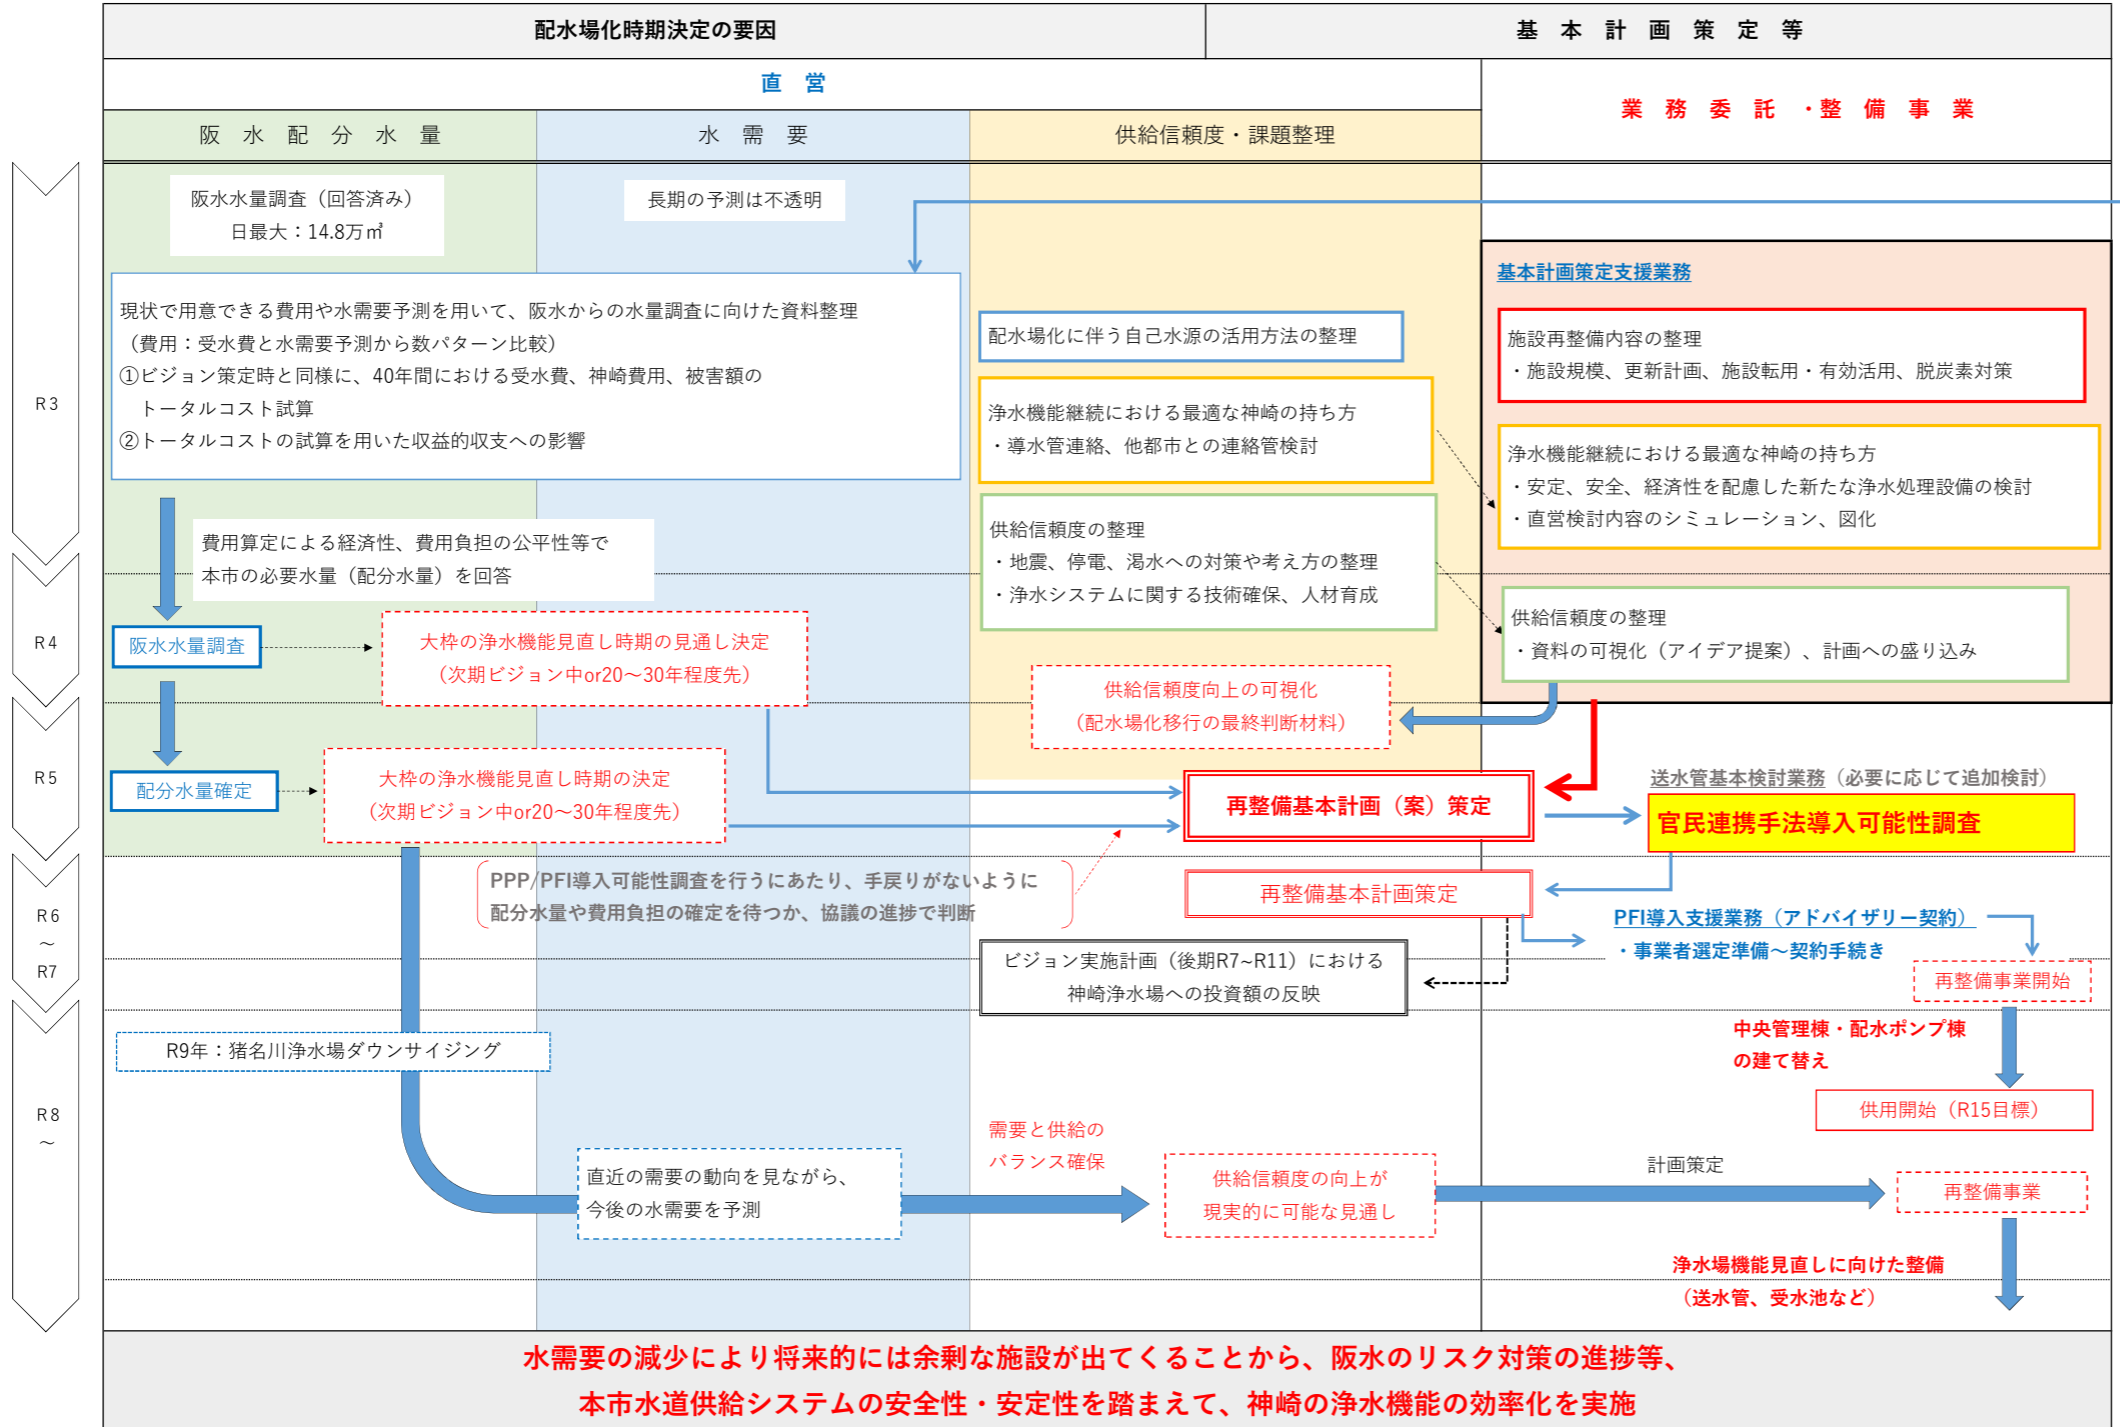 配水場化時期決定の要因
基本計画策定等
直営
業務委託・整備事業
阪水配分水量
水需要
供給信頼度・課題整理
R3
阪水水量調査（回答済み）
日最大：14.8万㎥
長期の予測は不透明
現状で用意できる費用や水需要予測を用いて、阪水からの水量調査に向けた資料整理
（費用：受水費と水需要予測から数パターン比較）
①ビジョン策定時と同様に、40年間における受水費、神崎費用、被害額の
トータルコスト試算
②トータルコストの試算を用いた収益的収支への影響
配水場化に伴う自己水源の活用方法の整理
浄水機能継続における最適な神崎の持ち方
・導水管連絡、他都市との連絡管検討
供給信頼度の整理
・地震、停電、渇水への対策や考え方の整理
・浄水システムに関する技術確保、人材育成
基本計画策定支援業務
施設再整備内容の整理
・施設規模、更新計画、施設転用・有効活用、脱炭素対策
浄水機能継続における最適な神崎の持ち方
・安定、安全、経済性を配慮した新たな浄水処理設備の検討
・直営検討内容のシミュレーション、図化
供給信頼度の整理
・資料の可視化（アイデア提案）、計画への盛り込み
費用算定による経済性、費用負担の公平性等で
本市の必要水量（配分水量）を回答
R4
阪水水量調査
大枠の浄水機能見直し時期の見通し決定
（次期ビジョン中or20～30年程度先）
供給信頼度向上の可視化
（配水場化移行の最終判断材料）
R5
配分水量確定
大枠の浄水機能見直し時期の決定
（次期ビジョン中or20～30年程度先）
再整備基本計画（案）策定
送水管基本検討業務（必要に応じて追加検討）
官民連携手法導入可能性調査
R6
～
R7
PPP/PFI導入可能性調査を行うにあたり、手戻りがないように
配分水量や費用負担の確定を待つか、協議の進捗で判断
再整備基本計画策定
PFI導入支援業務（アドバイザリー契約）
・事業者選定準備～契約手続き
ビジョン実施計画（後期R7~R11）における
神崎浄水場への投資額の反映
再整備事業開始
R8
～
R9年：猪名川浄水場ダウンサイジング
中央管理棟・配水ポンプ棟
の建て替え
供用開始（R15目標）
直近の需要の動向を見ながら、
今後の水需要を予測
需要と供給の
バランス確保
供給信頼度の向上が
現実的に可能な見通し
計画策定
再整備事業
浄水場機能見直しに向けた整備
（送水管、受水池など）
水需要の減少により将来的には余剰な施設が出てくることから、阪水のリスク対策の進捗等、
本市水道供給システムの安全性・安定性を踏まえて、神崎の浄水機能の効率化を実施